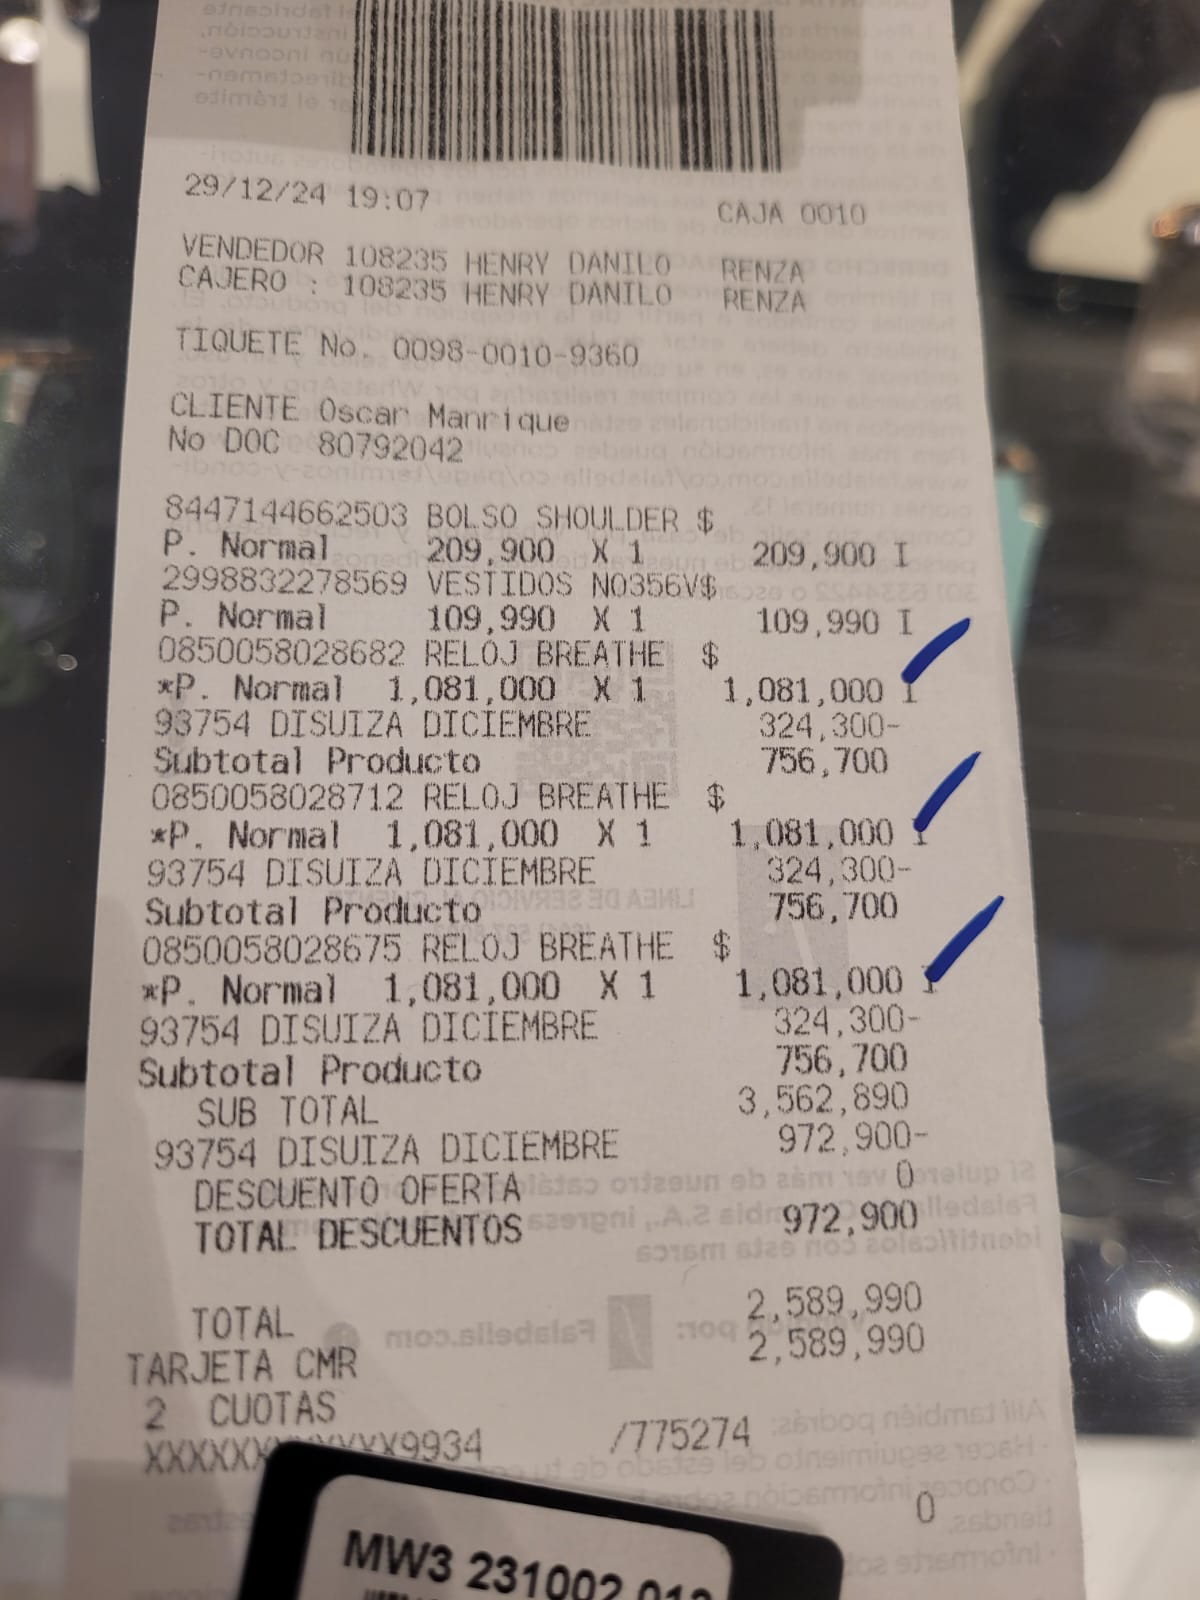 29/12/24 19:07 CAJA 0010
VENDEDOR 108235 HENRY DANILO RENZA
CAJERO : 108235 HENRY DANILO RENZA
TIQUETE No. 0098-0010-9360
CLIENTE Oscar Manrique
No DOC 80792042
8447144662503 BOLSO SHOULDER $
P. Normal 209,900 X 1 209,900 I
2998832278569 VESTIDOS NO356V$
P. Normal 109,990 X 1 109,990 I
0850058028682 RELOJ BREATHE $
*P. Normal 1,081,000 X 1 1,081,000 I
93754 DISUIZA DICIEMBRE 324,300-
Subtotal Producto 756,700
0850058028712 RELOJ BREATHE $
*P. Normal 1,081,000 X 1 1,081,000 I
93754 DISUIZA DICIEMBRE 324,300-
Subtotal Producto 756,700
0850058028675 RELOJ BREATHE $
*P. Normal 1,081,000 X 1 1,081,000 I
93754 DISUIZA DICIEMBRE 324,300-
Subtotal Producto 756,700
SUB TOTAL 3,562,890
93754 DISUIZA DICIEMBRE 972,900-
DESCUENTO OFERTA 0
TOTAL DESCUENTOS 972,900
TOTAL 2,589,990
TARJETA CMR 2,589,990
2 CUOTAS
9934 /775274
0
MW3 231002